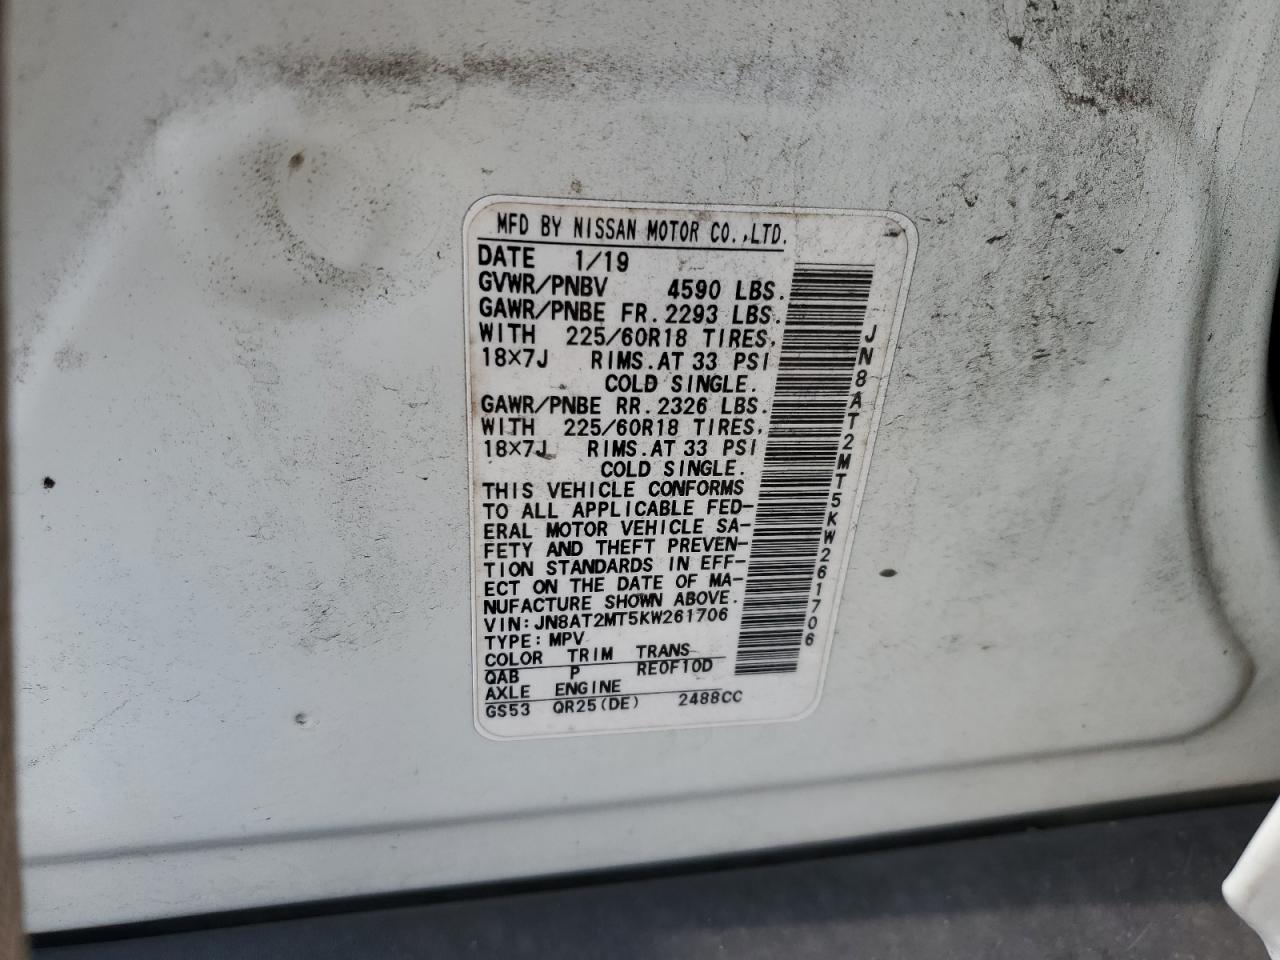 MFD BY NISSAN MOTOR CO.,LTD.
DATE 1/19
GVWR/PNBV 4590 LBS.
GAWR/PNBE FR. 2293 LBS.
WITH 225/60R18 TIRES,
18×7J RIMS. AT 33 PSI
COLD SINGLE.
GAWR/PNBE RR. 2326 LBS.
WITH 225/60R18 TIRES,
18×7J RIMS. AT 33 PSI
COLD SINGLE.
THIS VEHICLE CONFORMS
TO ALL APPLICABLE FED-
ERAL MOTOR VEHICLE SA-
FETY AND THEFT PREVEN-
TION STANDARDS IN EFF-
ECT ON THE DATE OF MA-
NUFACTURE SHOWN ABOVE.
VIN: JN8AT2MT5KW261706
TYPE: MPV
COLOR TRIM TRANS
QAB P RE0F10D
AXLE ENGINE
GS53 QR25(DE) 2488CC
JN8AT2MT5KW261706